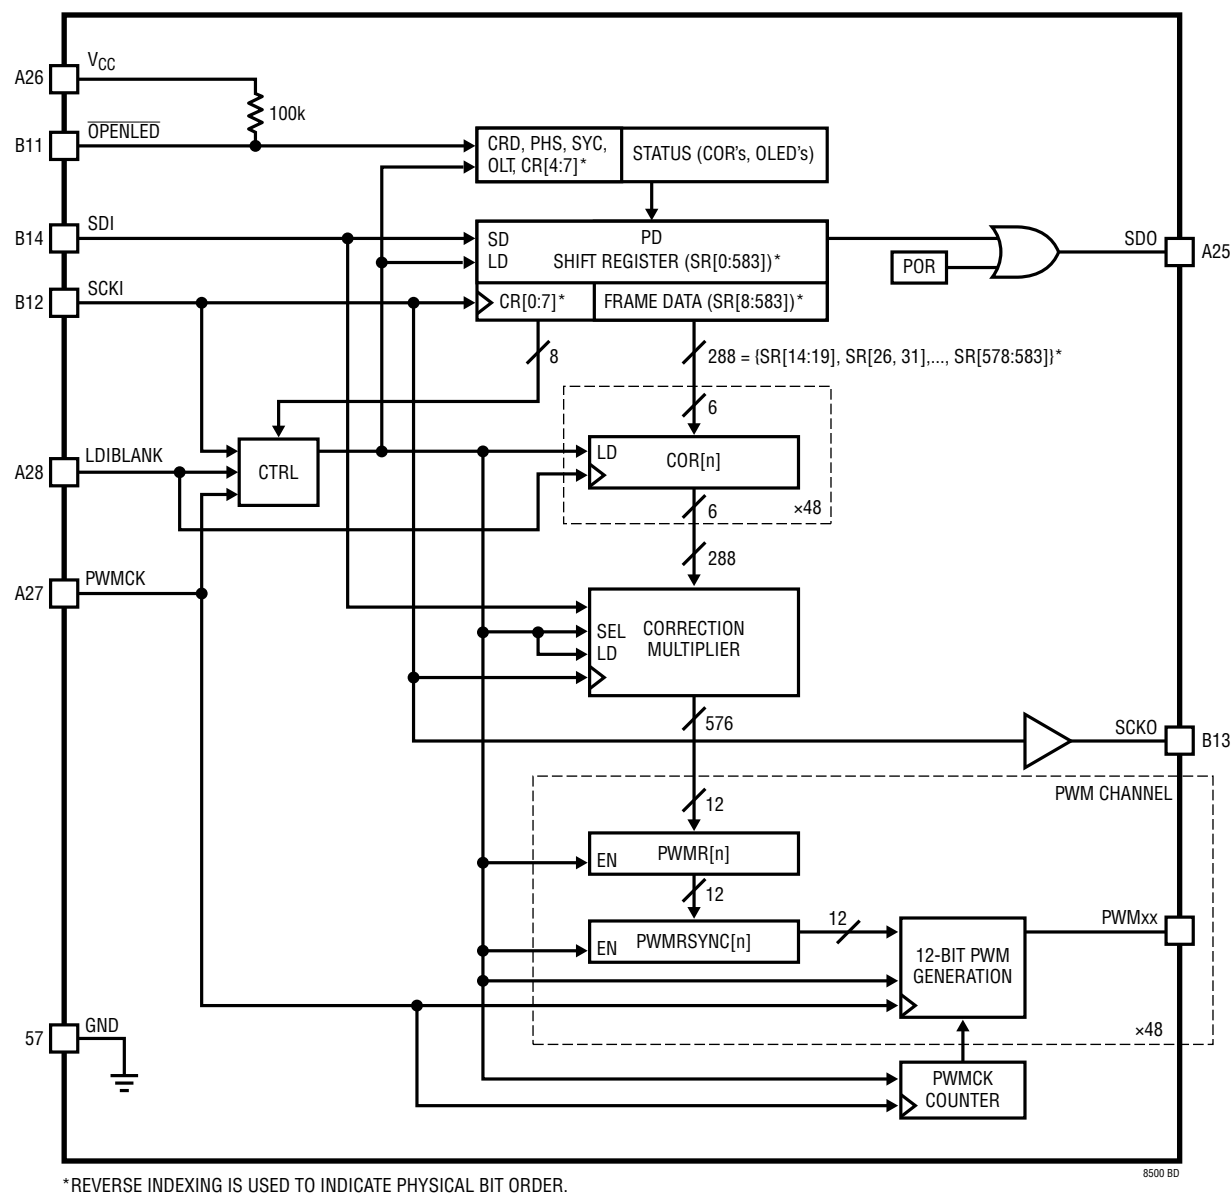 VCC
A26
100k
OPENLED
B11
CRD, PHS, SYC,
OLT, CR[4:7]*
STATUS (COR's, OLED's)
SDI
B14
SD
LD
PD
SHIFT REGISTER (SR[0:583])*
SDO
A25
POR
SCKI
B12
CR[0:7]*
FRAME DATA (SR[8:583])*
8
288 = {SR[14:19], SR[26, 31],..., SR[578:583]}*
6
LDIBLANK
A28
CTRL
LD
COR[n]
×48
6
288
PWMCK
A27
SEL
LD
CORRECTION
MULTIPLIER
576
SCKO
B13
PWM CHANNEL
12
EN
PWMR[n]
12
EN
PWMRSYNC[n]
12
12-BIT PWM
GENERATION
PWMxx
×48
GND
57
PWMCK
COUNTER
8500 BD
*REVERSE INDEXING IS USED TO INDICATE PHYSICAL BIT ORDER.